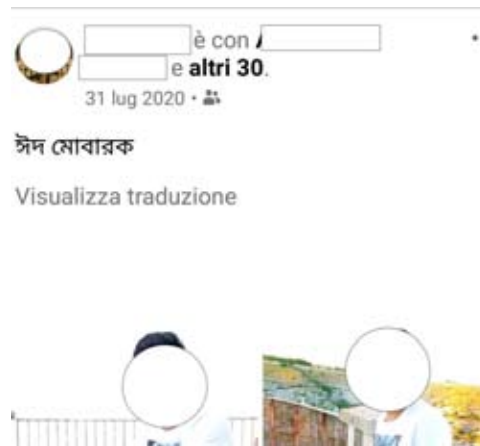 è con
e altri 30.
31 lug 2020 •
ঈদ মোবারক
Visualizza traduzione